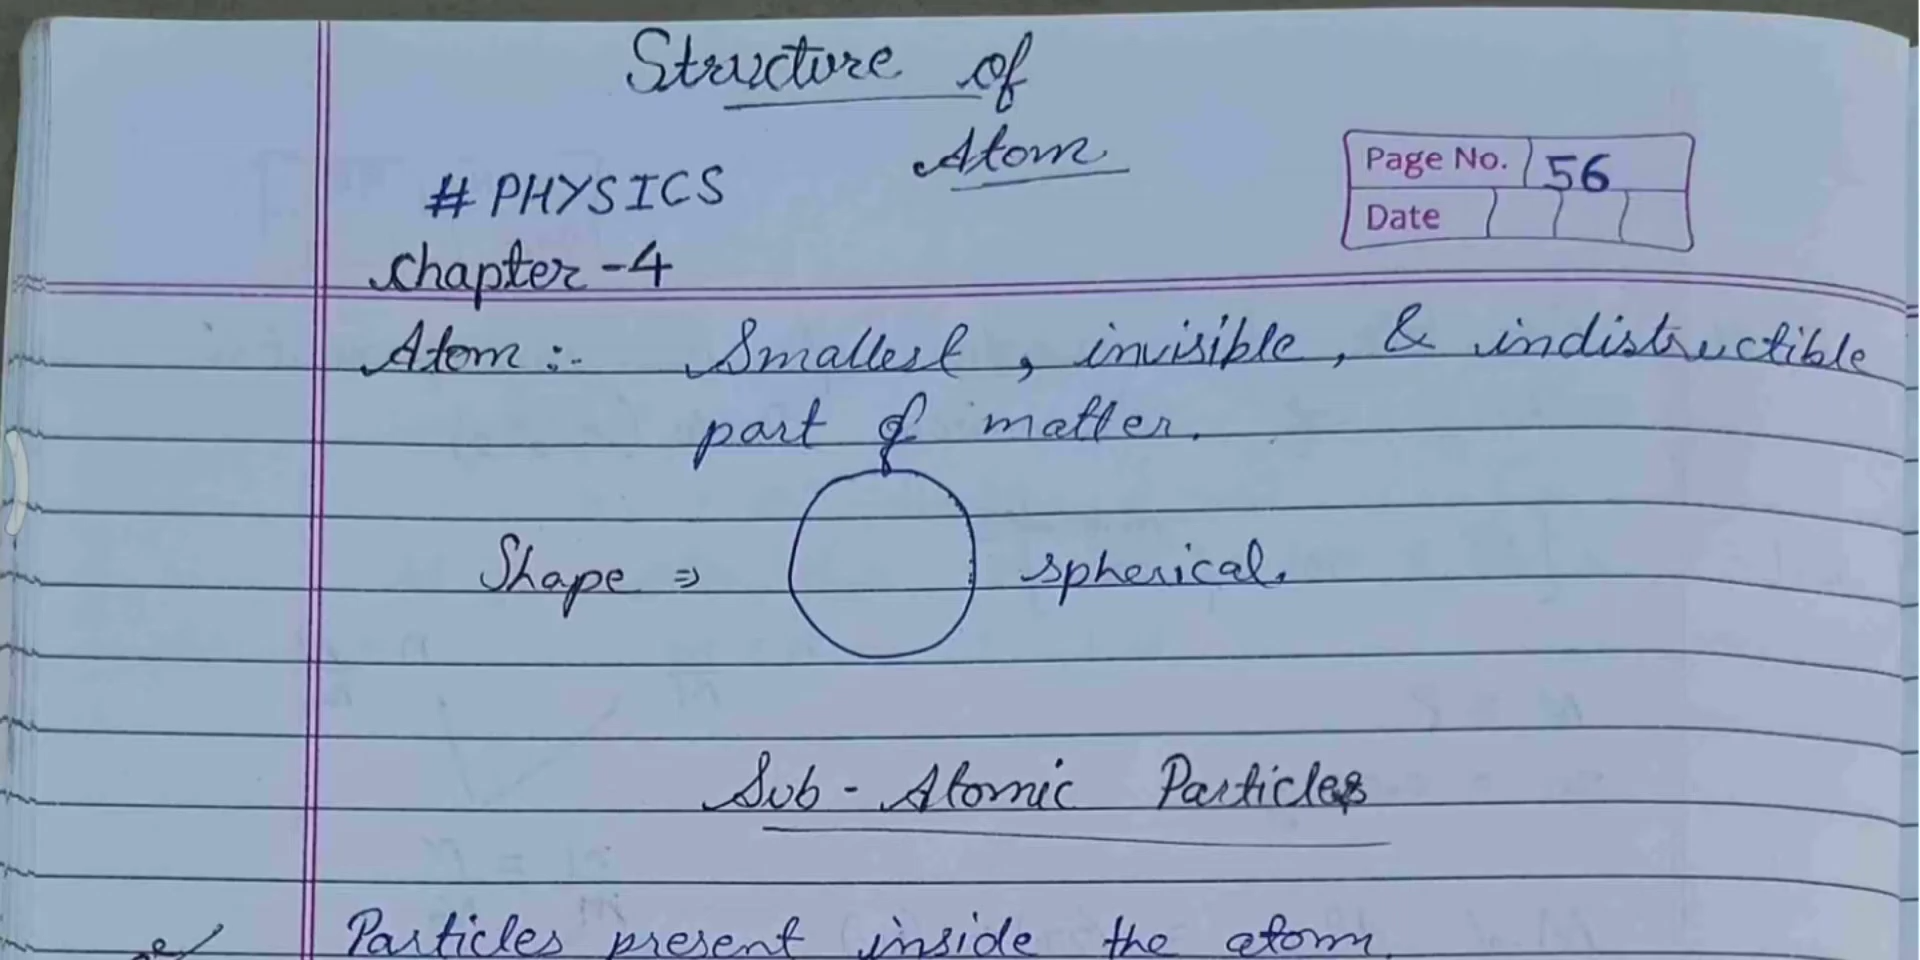 Structure of
Atom
Page No. 56
Date
# PHYSICS
chapter -4
Atom :- Smallest, invisible, & indistructible
part of matter.
Shape ⇒ spherical.
Sub - Atomic Particles
Particles present inside the atom.